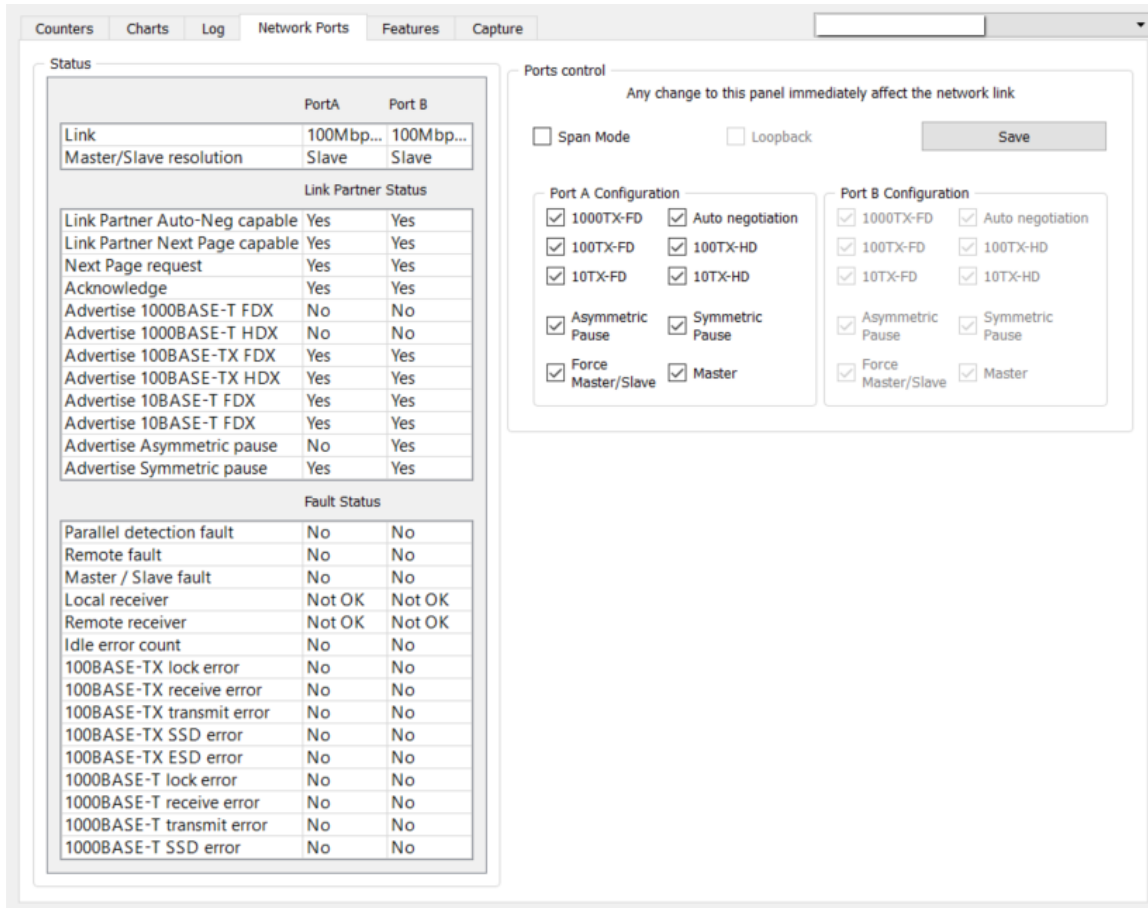 Counters Charts Log Network Ports Features Capture
Status
PortA Port B
Link 100Mbp... 100Mbp...
Master/Slave resolution Slave Slave
Link Partner Status
Link Partner Auto-Neg capable Yes Yes
Link Partner Next Page capable Yes Yes
Next Page request Yes Yes
Acknowledge Yes Yes
Advertise 1000BASE-T FDX No No
Advertise 1000BASE-T HDX No No
Advertise 100BASE-TX FDX Yes Yes
Advertise 100BASE-TX HDX Yes Yes
Advertise 10BASE-T FDX Yes Yes
Advertise 10BASE-T FDX Yes Yes
Advertise Asymmetric pause No Yes
Advertise Symmetric pause Yes Yes
Fault Status
Parallel detection fault No No
Remote fault No No
Master / Slave fault No No
Local receiver Not OK Not OK
Remote receiver Not OK Not OK
Idle error count No No
100BASE-TX lock error No No
100BASE-TX receive error No No
100BASE-TX transmit error No No
100BASE-TX SSD error No No
100BASE-TX ESD error No No
1000BASE-T lock error No No
1000BASE-T receive error No No
1000BASE-T transmit error No No
1000BASE-T SSD error No No
Ports control
Any change to this panel immediately affect the network link
Span Mode Loopback Save
Port A Configuration
1000TX-FD Auto negotiation
100TX-FD 100TX-HD
10TX-FD 10TX-HD
Asymmetric Symmetric
Pause Pause
Force
Master/Slave Master
Port B Configuration
1000TX-FD Auto negotiation
100TX-FD 100TX-HD
10TX-FD 10TX-HD
Asymmetric Symmetric
Pause Pause
Force
Master/Slave Master